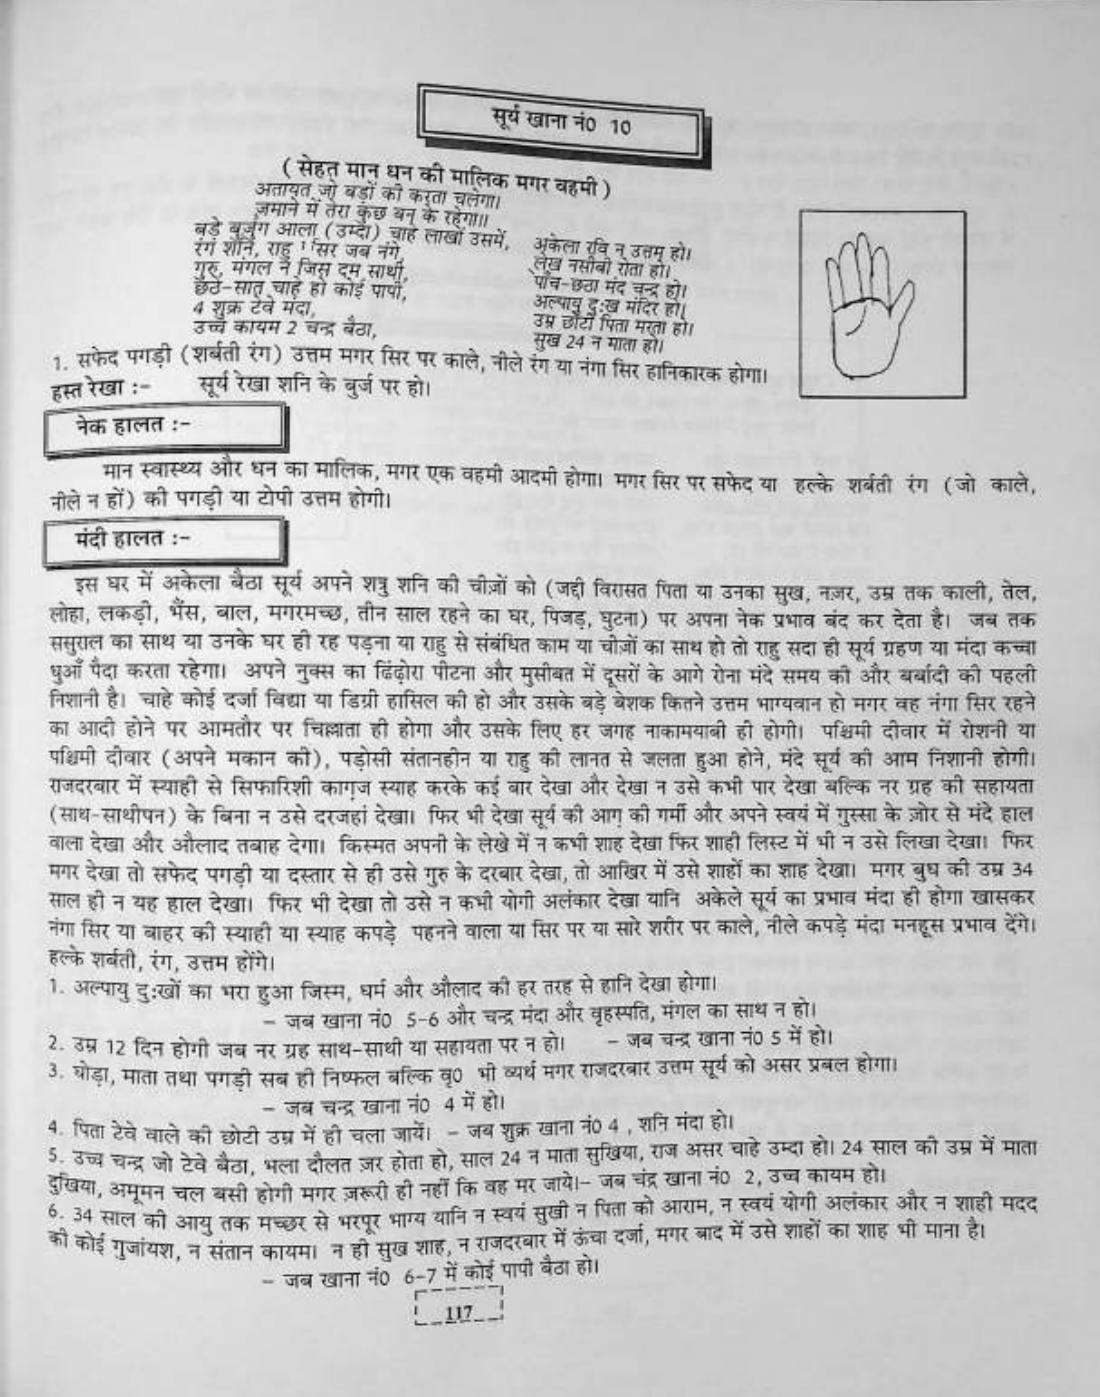 सूर्य खाना नं0 10
( सेहत मान धन की मालिक मगर वहमी )
अतायत जो बड़ों की करता चलेगा।
ज़माने में तेरा कुछ बन के रहेगा॥
बड़े बुर्जुग आला (उम्दा) चाहे लाखों उसमें, अकेला रवि न उत्तम हो।
रंग शनि, राहु ¹सिर जब नंगे, लेख नसीबी रोता हो।
गुरु, मंगल न जिस दम साथी, पाँच-छठा मंद चन्द्र हो।
छठे-सात चाहे हो कोई पापी, अल्पायु दुःख मंदिर हो।
4 शुक्र टेवे मंदा, उम्र छोटी पिता मरता हो।
उच्च कायम 2 चन्द्र बैठा, सुख 24 न माता हो।
1. सफेद पगड़ी (शर्बती रंग) उत्तम मगर सिर पर काले, नीले रंग या नंगा सिर हानिकारक होगा।
हस्त रेखा :- सूर्य रेखा शनि के बुर्ज पर हो।
नेक हालत :-
मान स्वास्थ्य और धन का मालिक, मगर एक वहमी आदमी होगा। मगर सिर पर सफेद या हल्के शर्बती रंग (जो काले,
नीले न हों) की पगड़ी या टोपी उत्तम होगी।
मंदी हालत :-
इस घर में अकेला बैठा सूर्य अपने शत्रु शनि की चीज़ों को (जद्दी विरासत पिता या उनका सुख, नज़र, उम्र तक काली, तेल,
लोहा, लकड़ी, भैंस, बाल, मगरमच्छ, तीन साल रहने का घर, पिजड़, घुटना) पर अपना नेक प्रभाव बंद कर देता है। जब तक
ससुराल का साथ या उनके घर ही रह पड़ना या राहु से संबंधित काम या चीज़ों का साथ हो तो राहु सदा ही सूर्य ग्रहण या मंदा कच्चा
धुआँ पैदा करता रहेगा। अपने नुक्स का ढिंढोरा पीटना और मुसीबत में दूसरों के आगे रोना मंदे समय की और बर्बादी की पहली
निशानी है। चाहे कोई दर्जा विद्या या डिग्री हासिल की हो और उसके बड़े बेशक कितने उत्तम भाग्यवान हो मगर वह नंगा सिर रहने
का आदी होने पर आमतौर पर चिल्लाता ही होगा और उसके लिए हर जगह नाकामयाबी ही होगी। पश्चिमी दीवार में रोशनी या
पश्चिमी दीवार (अपने मकान की), पड़ोसी संतानहीन या राहु की लानत से जलता हुआ होने, मंदे सूर्य की आम निशानी होगी।
राजदरबार में स्याही से सिफारिशी कागज़ स्याह करके कई बार देखा और देखा न उसे कभी पार देखा बल्कि नर ग्रह की सहायता
(साथ-साथीपन) के बिना न उसे दरजहां देखा। फिर भी देखा सूर्य की आग की गर्मी और अपने स्वयं में गुस्सा के ज़ोर से मंदे हाल
वाला देखा और औलाद तबाह देगा। किस्मत अपनी के लेखे में न कभी शाह देखा फिर शाही लिस्ट में भी न उसे लिखा देखा। फिर
मगर देखा तो सफेद पगड़ी या दस्तार से ही उसे गुरु के दरबार देखा, तो आखिर में उसे शाहों का शाह देखा। मगर बुध की उम्र 34
साल ही न यह हाल देखा। फिर भी देखा तो उसे न कभी योगी अलंकार देखा यानि अकेले सूर्य का प्रभाव मंदा ही होगा खासकर
नंगा सिर या बाहर की स्याही या स्याह कपड़े पहनने वाला या सिर पर या सारे शरीर पर काले, नीले कपड़े मंदा मनहूस प्रभाव देंगे।
हल्के शर्बती, रंग, उत्तम होंगे।
1. अल्पायु दुःखों का भरा हुआ जिस्म, धर्म और औलाद की हर तरह से हानि देखा होगा।
– जब खाना नं0 5-6 और चन्द्र मंदा और वृहस्पति, मंगल का साथ न हो।
2. उम्र 12 दिन होगी जब नर ग्रह साथ-साथी या सहायता पर न हो। – जब चन्द्र खाना नं0 5 में हो।
3. घोड़ा, माता तथा पगड़ी सब ही निष्फल बल्कि वृ0 भी व्यर्थ मगर राजदरबार उत्तम सूर्य को असर प्रबल होगा।
– जब चन्द्र खाना नं0 4 में हो।
4. पिता टेवे वाले की छोटी उम्र में ही चला जायें। – जब शुक्र खाना नं0 4 , शनि मंदा हो।
5. उच्च चन्द्र जो टेवे बैठा, भला दौलत ज़र होता हो, साल 24 न माता सुखिया, राज असर चाहे उम्दा हो। 24 साल की उम्र में माता
दुखिया, अमूमन चल बसी होगी मगर ज़रूरी ही नहीं कि वह मर जाये।– जब चंद्र खाना नं0 2, उच्च कायम हो।
6. 34 साल की आयु तक मच्छर से भरपूर भाग्य यानि न स्वयं सुखी न पिता को आराम, न स्वयं योगी अलंकार और न शाही मदद
की कोई गुजांयश, न संतान कायम। न ही सुख शाह, न राजदरबार में ऊंचा दर्जा, मगर बाद में उसे शाहों का शाह भी माना है।
– जब खाना नं0 6-7 में कोई पापी बैठा हो।
117